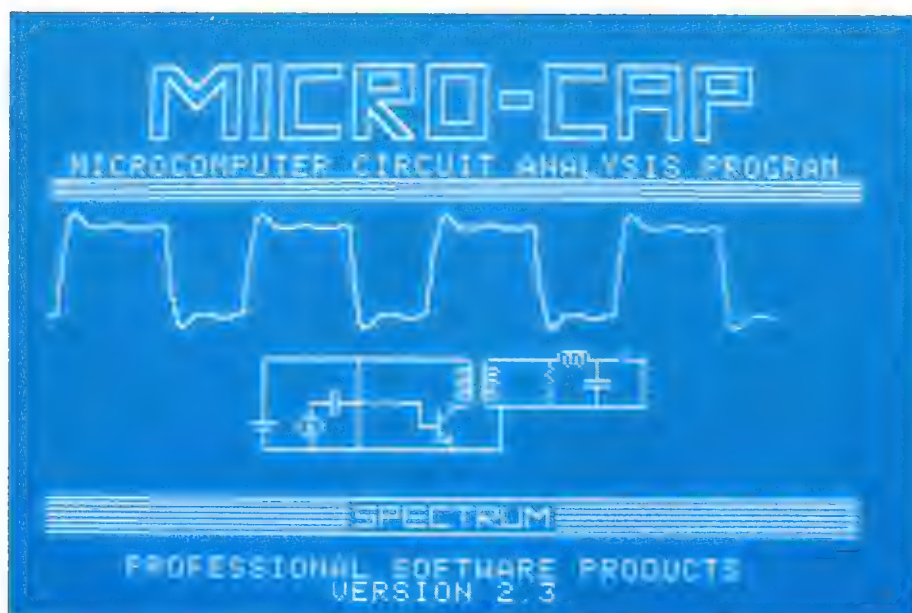 MICRO-CAP
MICROCOMPUTER CIRCUIT ANALYSIS PROGRAM
SPECTRUM
PROFESSIONAL SOFTWARE PRODUCTS
VERSION 2.3